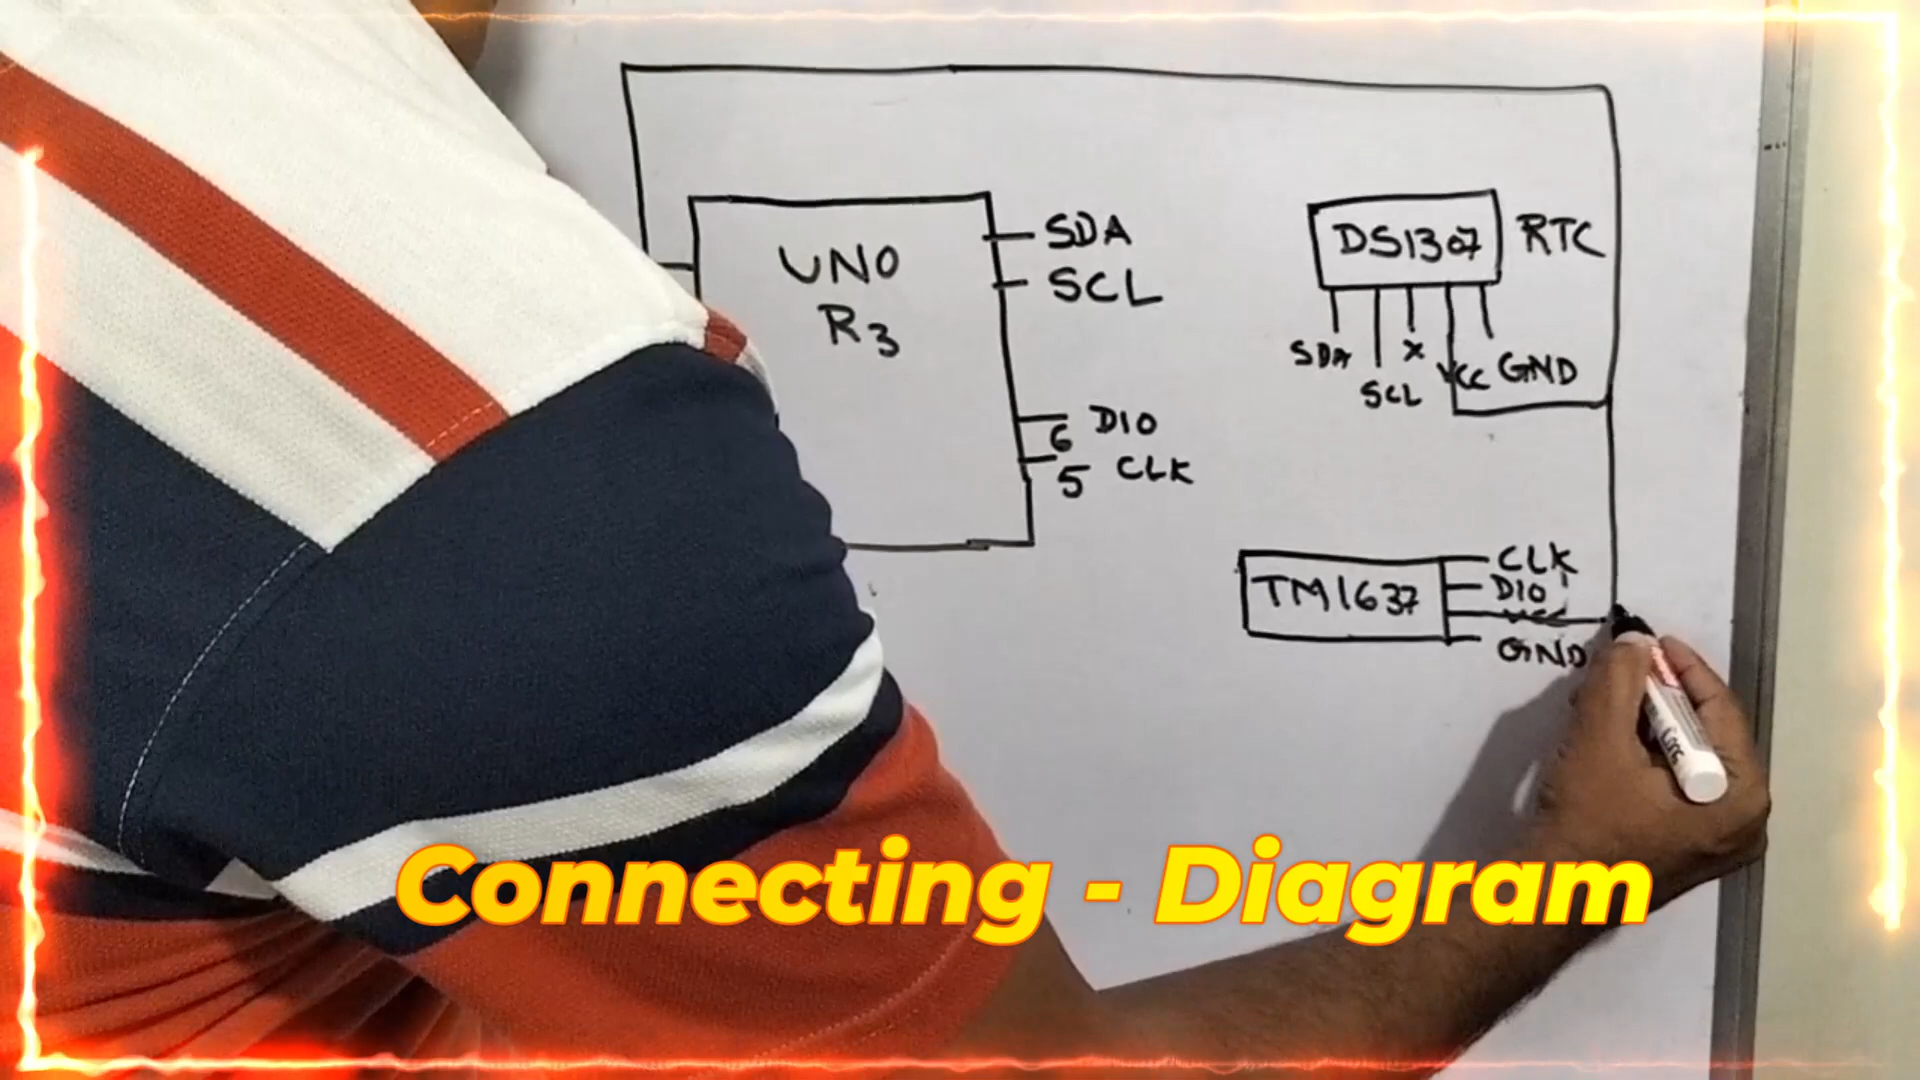 UNO
R3
SDA
SCL
6 DIO
5 CLK
DS1307 RTC
SDA
SCL
X
VCC
GND
TM1637
CLK
DIO
VCC
GND
Connecting - Diagram